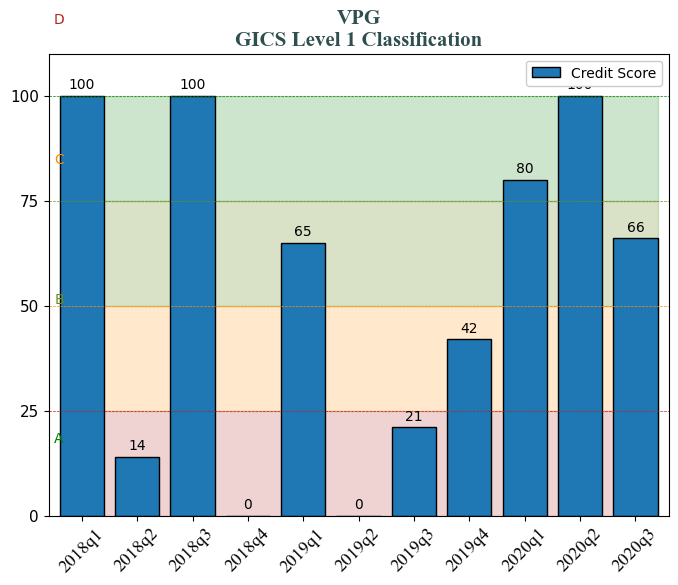 D
VPG
GICS Level 1 Classification
Credit Score
100
100
100
100
C
80
75
65
66
50
B
42
25
21
A
14
0
0
0
2018q1
2018q2
2018q3
2018q4
2019q1
2019q2
2019q3
2019q4
2020q1
2020q2
2020q3